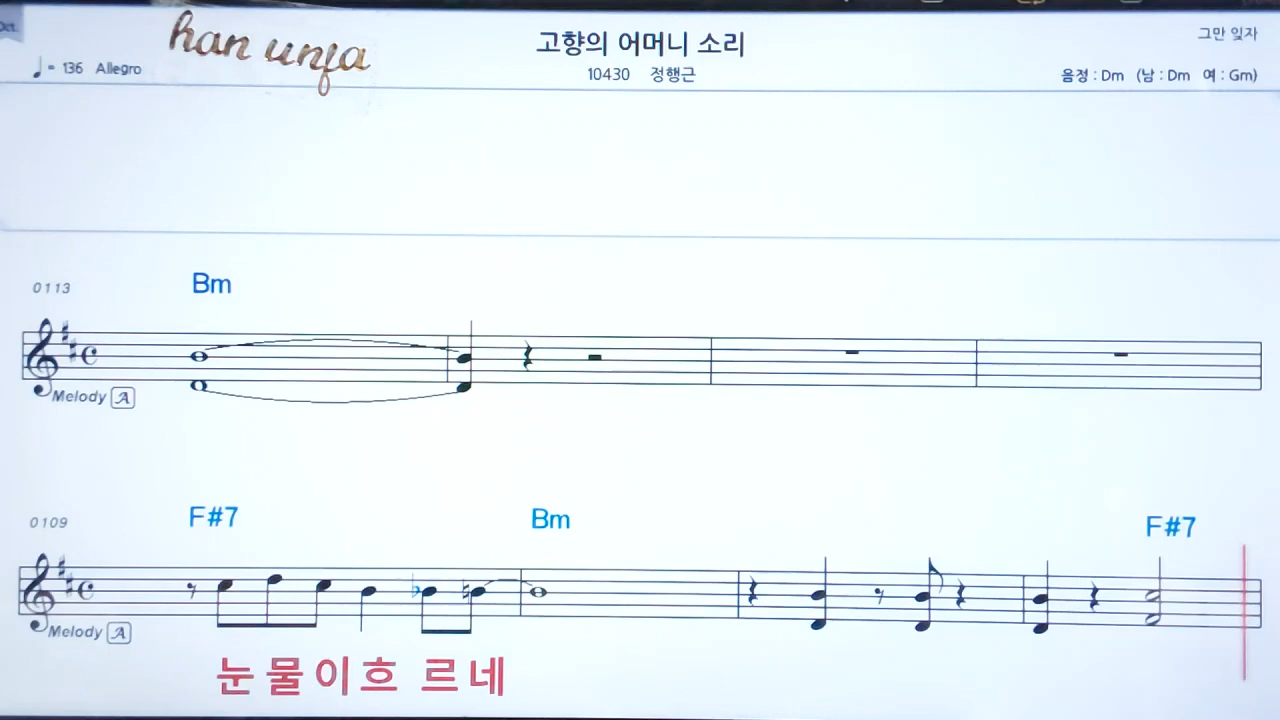 Oct.
han unfa
고향의 어머니 소리
그만 잊자
♩= 136 Allegro
10430 정행근
음정 : Dm (남 : Dm 여 : Gm)
Bm
0113
Melody A
F#7 Bm F#7
0109
Melody A
눈물이흐 르네